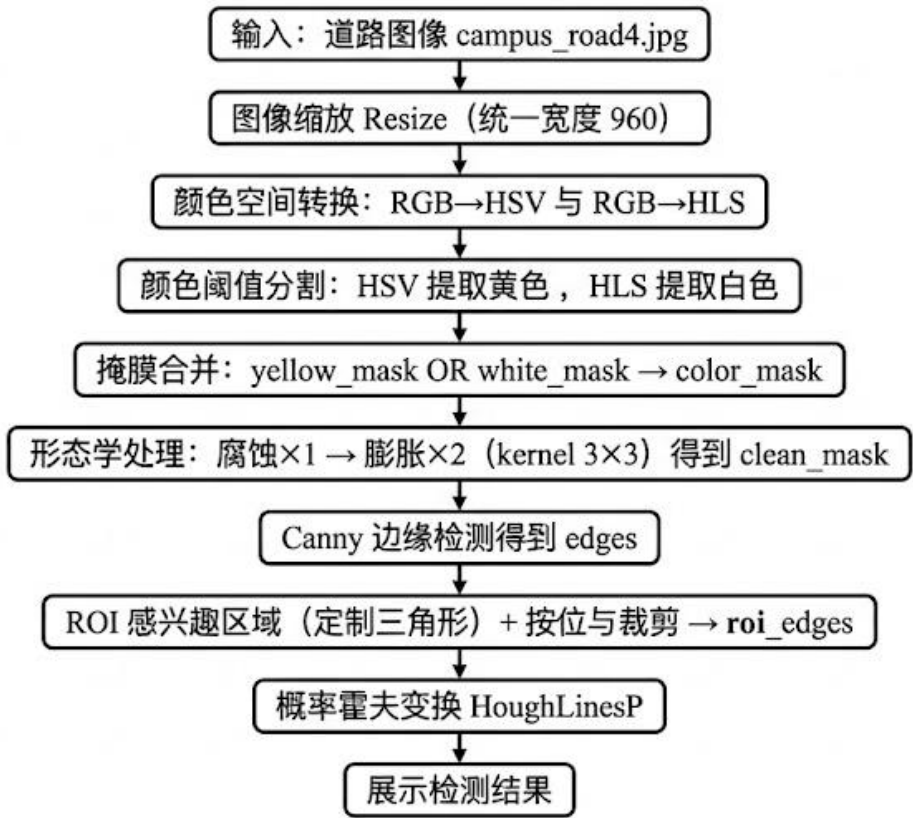 输入：道路图像 campus_road4.jpg
图像缩放 Resize（统一宽度 960）
颜色空间转换：RGB→HSV 与 RGB→HLS
颜色阈值分割：HSV 提取黄色 ，HLS 提取白色
掩膜合并：yellow_mask OR white_mask → color_mask
形态学处理：腐蚀×1 → 膨胀×2（kernel 3×3）得到 clean_mask
Canny 边缘检测得到 edges
ROI 感兴趣区域（定制三角形）+ 按位与裁剪 → roi_edges
概率霍夫变换 HoughLinesP
展示检测结果